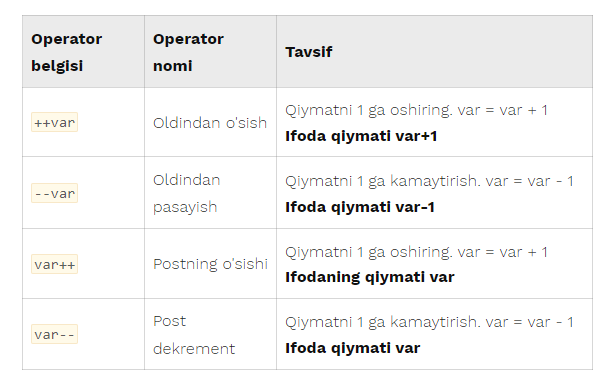 Operator belgisi
Operator nomi
Tavsif
++var
Oldindan o'sish
Qiymatni 1 ga oshiring. var = var + 1
Ifoda qiymati var+1
--var
Oldindan
pasayish
Qiymatni 1 ga kamaytirish. var = var - 1
Ifoda qiymati var-1
var++
Postning o'sishi
Qiymatni 1 ga oshiring. var = var + 1
Ifodaning qiymati var
var--
Post
dekrement
Qiymatni 1 ga kamaytirish. var = var - 1
Ifoda qiymati var